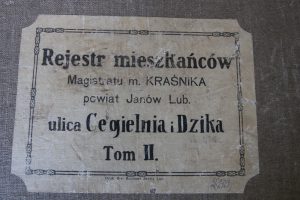 Rejestr mieszkańców
Magistratu m. KRAŚNIKA
powiat Janów Lub.
ulica Cegielnia i Dzika
Tom II.